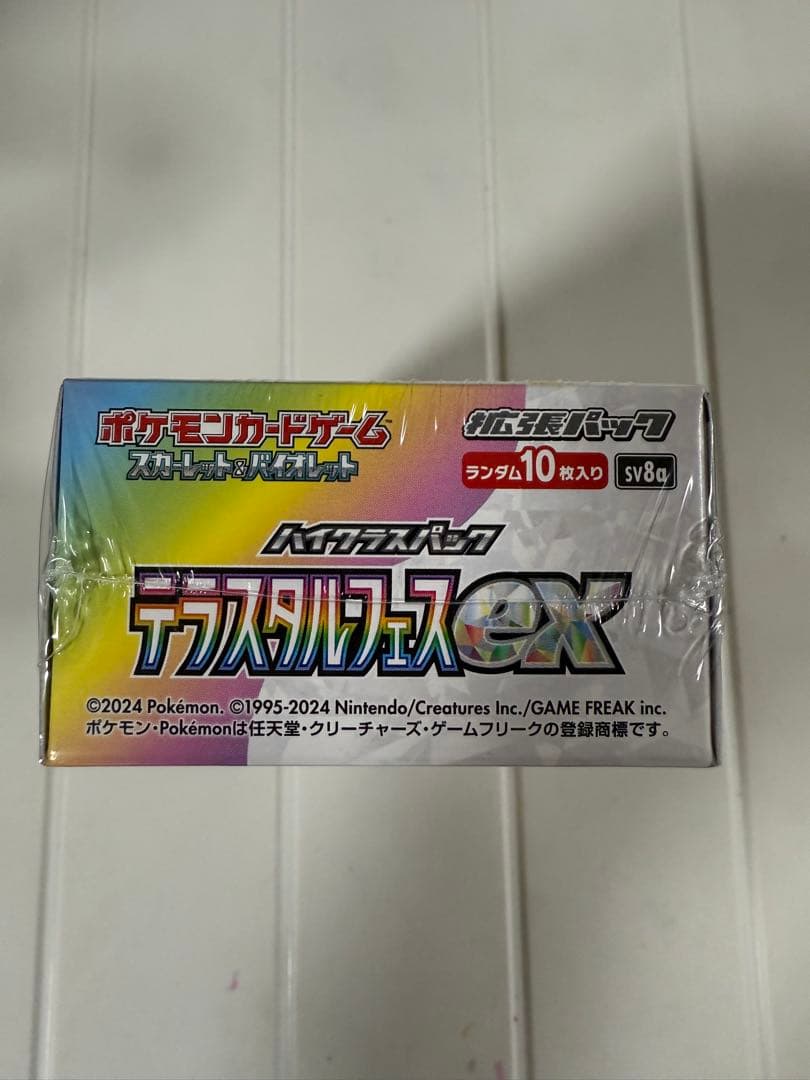 ポケモンカードゲーム™
拡張パック
スカーレット&バイオレット
ランダム10枚入り
SV8a
ハイクラスパック
テラスタルフェスex
©2024 Pokémon. ©1995-2024 Nintendo/Creatures Inc./GAME FREAK inc.
ポケモン・Pokémonは任天堂・クリーチャーズ・ゲームフリークの登録商標です。